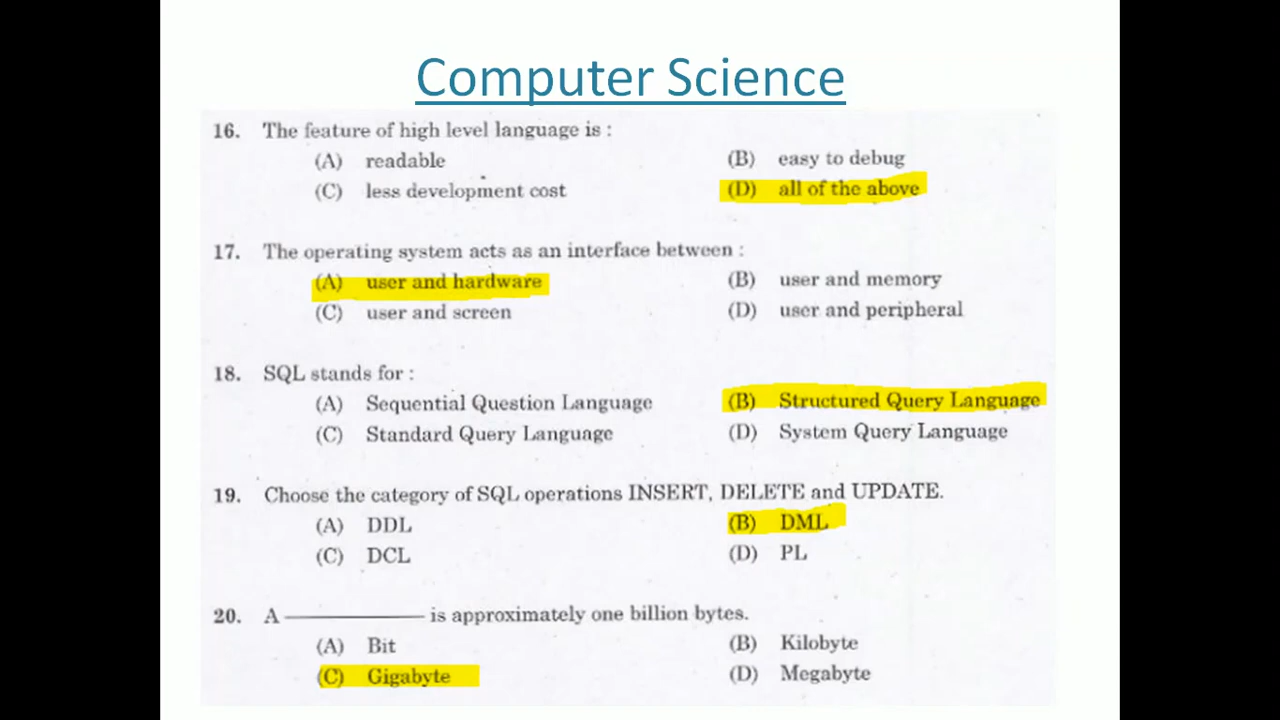 Computer Science
16. The feature of high level language is :
(A) readable (B) easy to debug
(C) less development cost (D) all of the above
17. The operating system acts as an interface between :
(A) user and hardware (B) user and memory
(C) user and screen (D) user and peripheral
18. SQL stands for :
(A) Sequential Question Language (B) Structured Query Language
(C) Standard Query Language (D) System Query Language
19. Choose the category of SQL operations INSERT, DELETE and UPDATE.
(A) DDL (B) DML
(C) DCL (D) PL
20. A ———— is approximately one billion bytes.
(A) Bit (B) Kilobyte
(C) Gigabyte (D) Megabyte